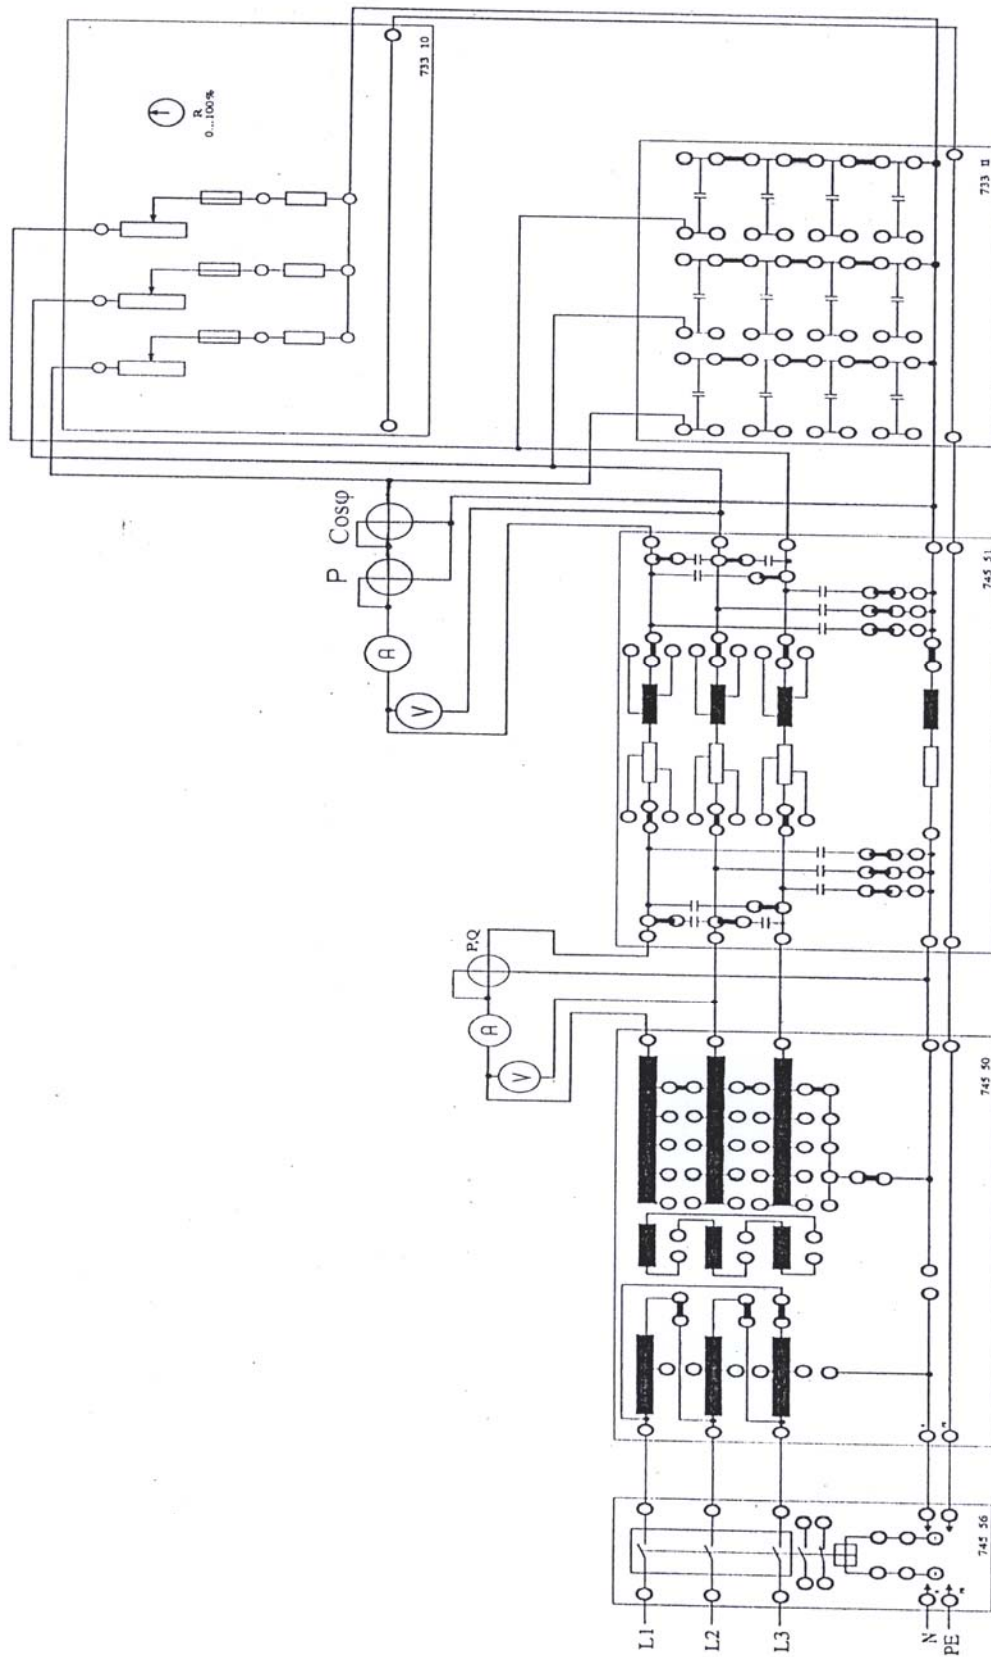 733 10
R
0...100%
733 11
Cosφ
P
A
V
745 51
P,Q
A
V
745 50
745 56
L1
L2
L3
N
PE